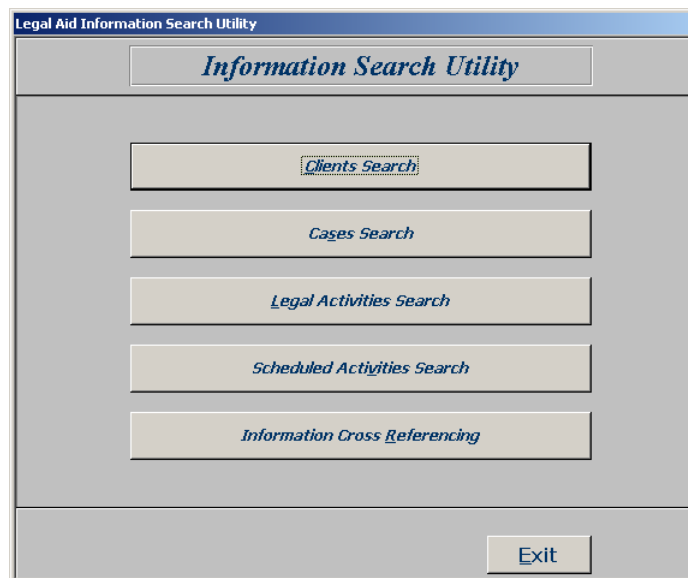 Legal Aid Information Search Utility
Information Search Utility
Clients Search
Cases Search
Legal Activities Search
Scheduled Activities Search
Information Cross Referencing
Exit